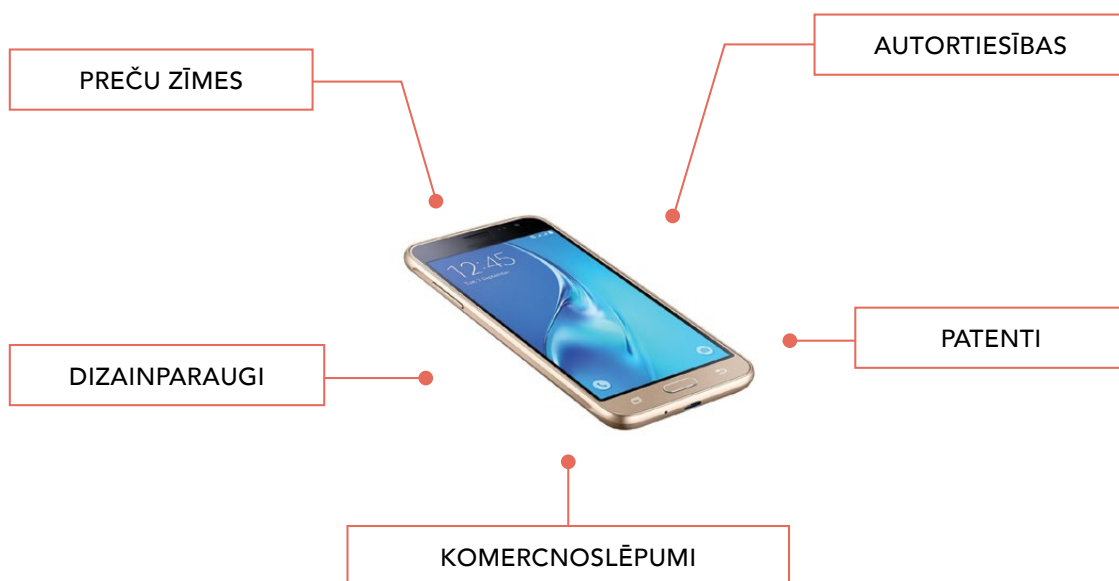 AUTORTIESĪBAS
PREČU ZĪMES
12:45
PATENTI
DIZAINPARAUGI
KOMERCNOSLĒPUMI